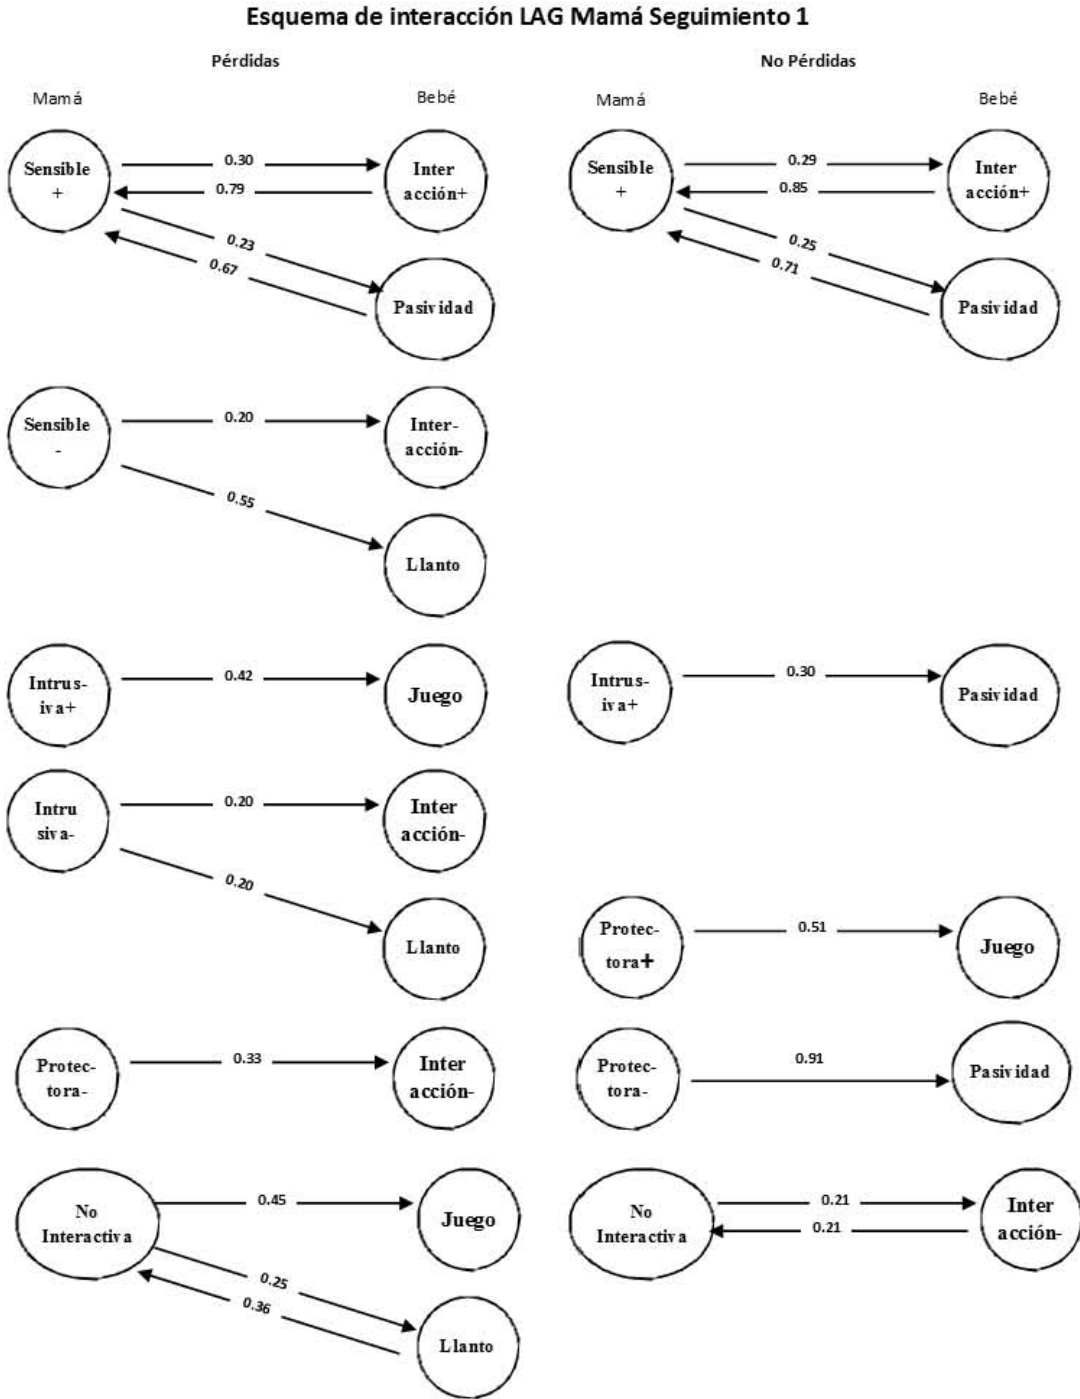 Esquema de interacción LAG Mamá Seguimiento 1
Pérdidas
No Pérdidas
Mamá
Bebé
Mamá
Bebé
Sensible
+
0.30
0.79
Inter
acción+
0.23
0.67
Pasividad
Sensible
+
0.29
0.85
Inter
acción+
0.25
0.71
Pasividad
Sensible
-
0.20
Inter-
acción-
0.55
Llanto
Intrus-
iva+
0.42
Juego
Intrus-
iva+
0.30
Pasividad
Intru
siva-
0.20
Inter
acción-
0.20
Llanto
Protec-
tora+
0.51
Juego
Protec-
tora-
0.33
Inter
acción-
Protec-
tora-
0.91
Pasividad
No
Interactiva
0.45
Juego
0.25
0.36
Llanto
No
Interactiva
0.21
0.21
Inter
acción-